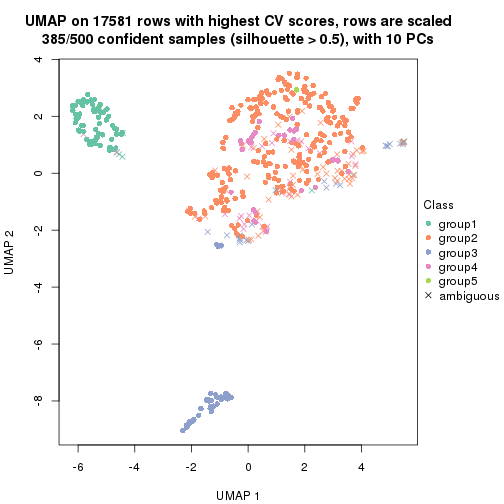 UMAP on 17581 rows with highest CV scores, rows are scaled
385/500 confident samples (silhouette > 0.5), with 10 PCs
4
2
0
-2
-4
-6
-8
UMAP 2
-6
-4
-2
0
2
4
UMAP 1
Class
group1
group2
group3
group4
group5
ambiguous